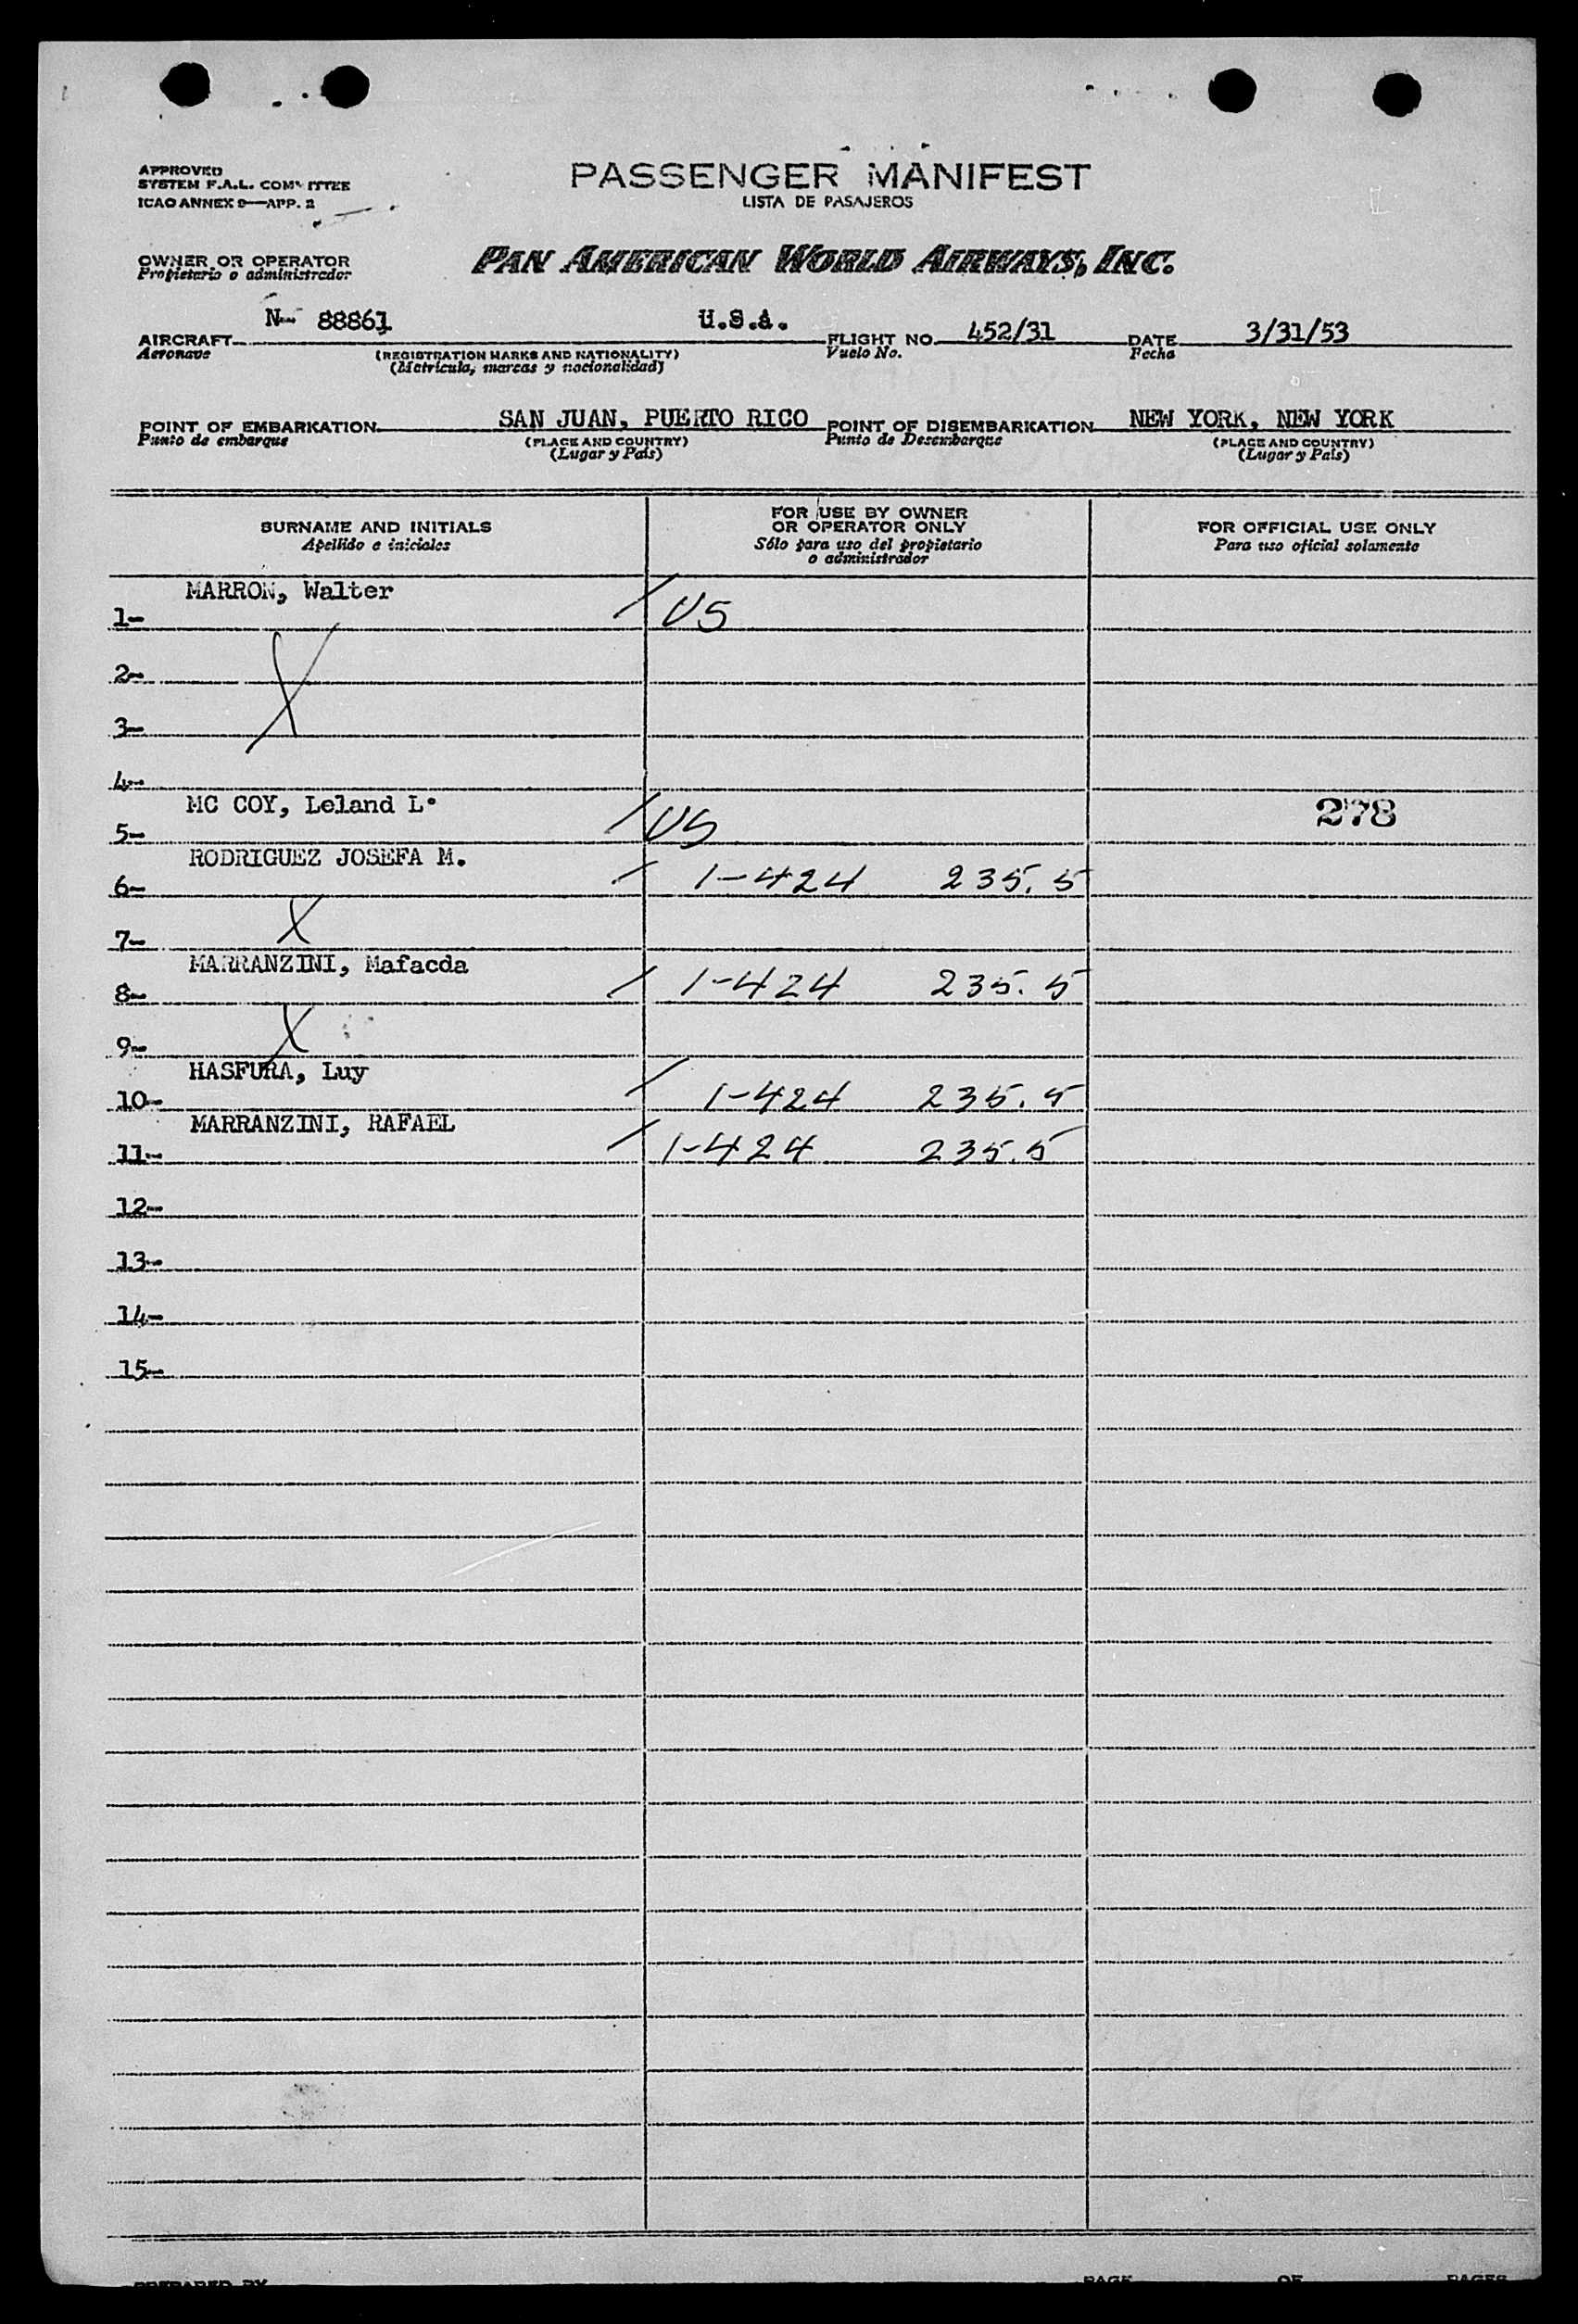 APPROVED
SYSTEM F.A.L. COMMITTEE
ICAO ANNEX 9—APP. 2
PASSENGER MANIFEST
LISTA DE PASAJEROS
OWNER OR OPERATOR
Propietario o administrador
PAN AMERICAN WORLD AIRWAYS, INC.
AIRCRAFT N- 88861 U.S.A. FLIGHT NO. 452/31 DATE 3/31/53
Aeronave (REGISTRATION MARKS AND NATIONALITY) Vuelo No. Fecha
(Matrícula, marcas y nacionalidad)
POINT OF EMBARKATION SAN JUAN, PUERTO RICO POINT OF DISEMBARKATION NEW YORK, NEW YORK
Punto de embarque (PLACE AND COUNTRY) Punto de Desembarque (PLACE AND COUNTRY)
(Lugar y País) (Lugar y País)
SURNAME AND INITIALS
Apellido e iniciales
FOR USE BY OWNER
OR OPERATOR ONLY
Sólo para uso del propietario
o administrador
FOR OFFICIAL USE ONLY
Para uso oficial solamente
1- MARRON, Walter / US
2- X
3-
4-
5- MC COY, Leland L. / US 278
6- RODRIGUEZ JOSEFA M. / 1-424 235.5
7- X
8- MARRANZINI, Mafacda / 1-424 235.5
9- X
10- HASFURA, Luy / 1-424 235.5
11- MARRANZINI, RAFAEL / 1-424 235.5
12-
13-
14-
15-
PREPARED BY PAGE OF PAGES